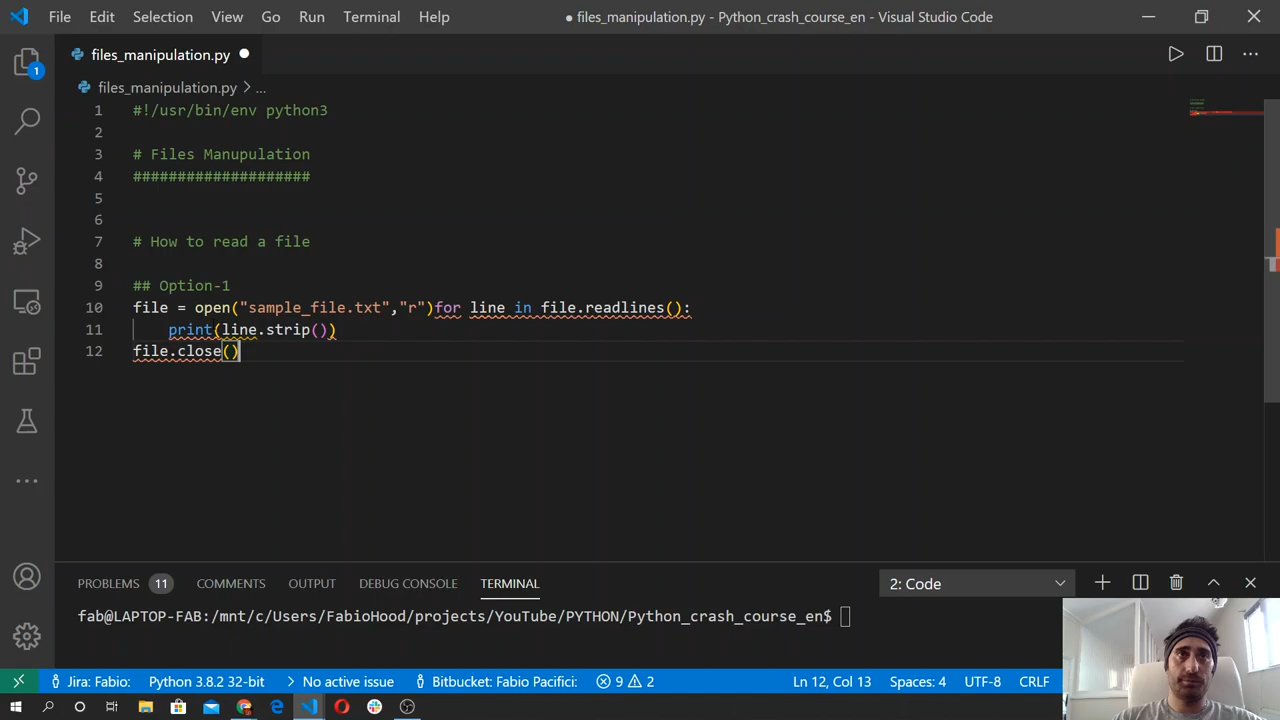 File Edit Selection View Go Run Terminal Help ● files_manipulation.py - Python_crash_course_en - Visual Studio Code
files_manipulation.py
1
files_manipulation.py > ...
1 #!/usr/bin/env python3
2
3 # Files Manupulation
4 ####################
5
6
7 # How to read a file
8
9 ## Option-1
10 file = open("sample_file.txt","r")for line in file.readlines():
11 print(line.strip())
12 file.close()
PROBLEMS 11 COMMENTS OUTPUT DEBUG CONSOLE TERMINAL 2: Code
fab@LAPTOP-FAB:/mnt/c/Users/FabioHood/projects/YouTube/PYTHON/Python_crash_course_en$
Jira: Fabio: Python 3.8.2 32-bit No active issue Bitbucket: Fabio Pacifici: 9 2 Ln 12, Col 13 Spaces: 4 UTF-8 CRLF